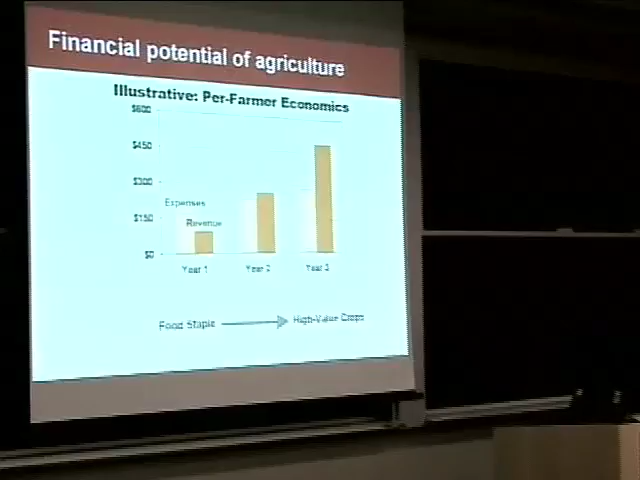 Financial potential of agriculture
Illustrative: Per-Farmer Economics
$600
$450
$300
$150
$0
Expenses
Revenue
Year 1 Year 2 Year 3
Food Staple High-Value Crops